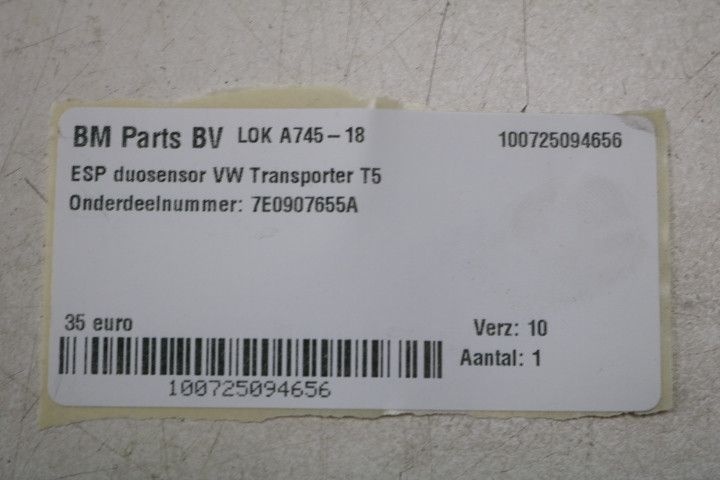 BM Parts BV LOK A745-18 100725094656
ESP duosensor VW Transporter T5
Onderdeelnummer: 7E0907655A
35 euro Verz: 10
Aantal: 1
100725094656